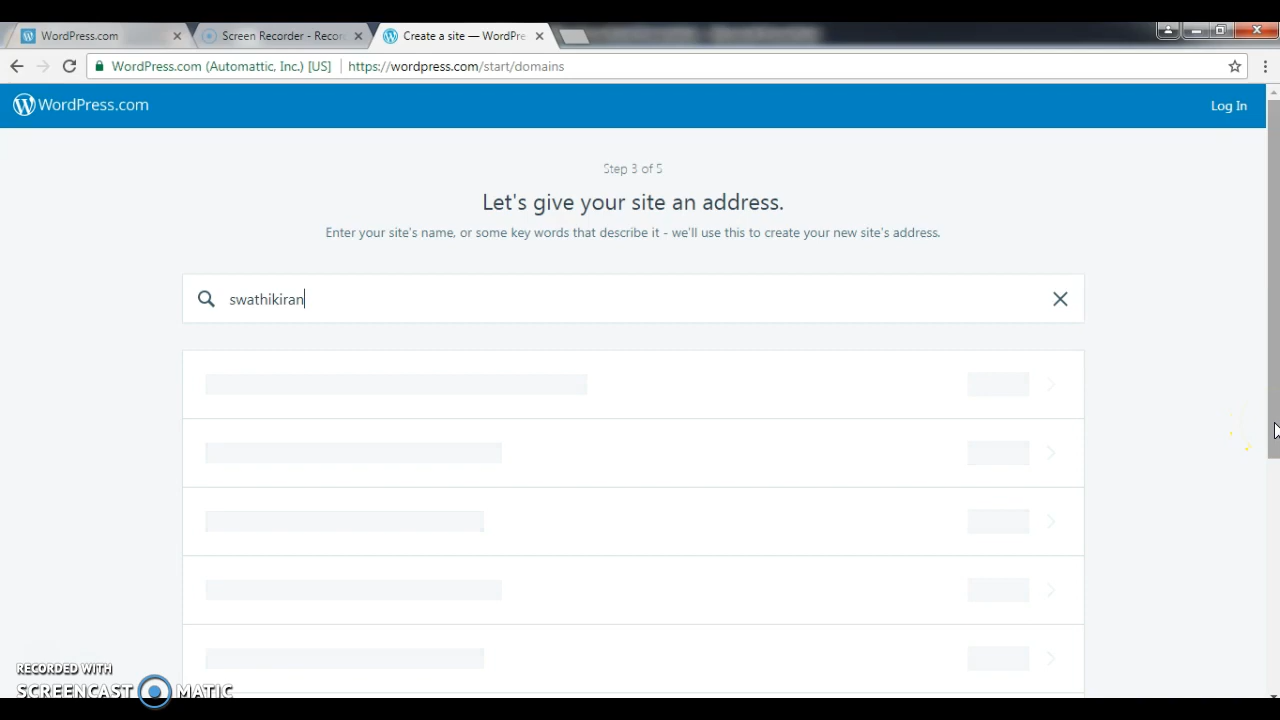 WordPress.com
Screen Recorder - Recor
Create a site — WordPre
WordPress.com (Automattic, Inc.) [US]
https://wordpress.com/start/domains
WordPress.com
Log In
Step 3 of 5
Let's give your site an address.
Enter your site's name, or some key words that describe it - we'll use this to create your new site's address.
swathikiran
RECORDED WITH
SCREENCAST MATIC